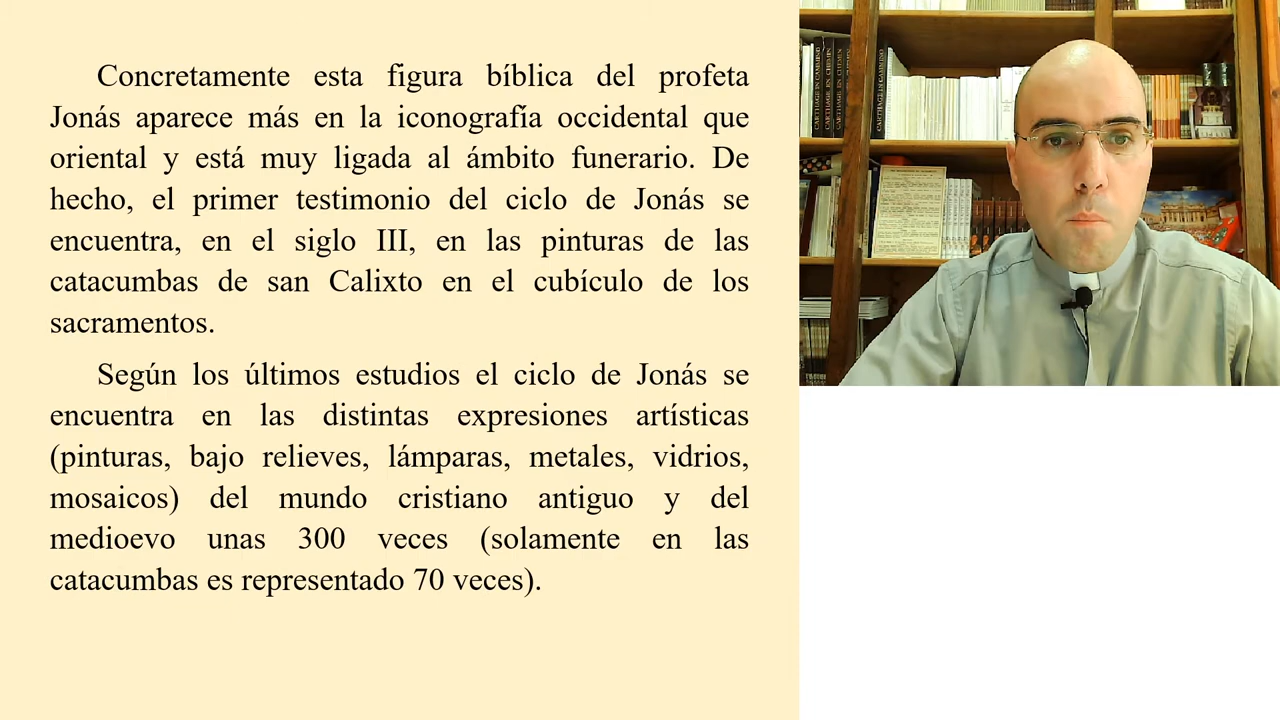 Concretamente esta figura bíblica del profeta
Jonás aparece más en la iconografía occidental que
oriental y está muy ligada al ámbito funerario. De
hecho, el primer testimonio del ciclo de Jonás se
encuentra, en el siglo III, en las pinturas de las
catacumbas de san Calixto en el cubículo de los
sacramentos.
Según los últimos estudios el ciclo de Jonás se
encuentra en las distintas expresiones artísticas
(pinturas, bajo relieves, lámparas, metales, vidrios,
mosaicos) del mundo cristiano antiguo y del
medioevo unas 300 veces (solamente en las
catacumbas es representado 70 veces).